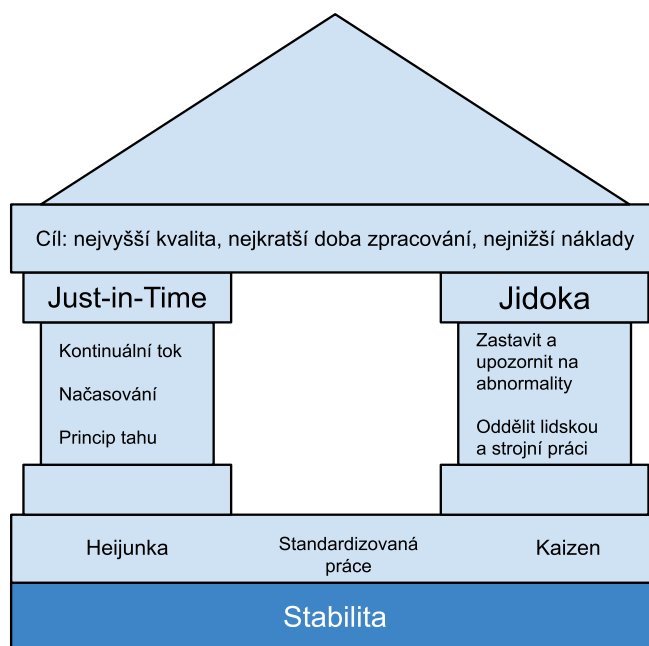 Cíl: nejvyšší kvalita, nejkratší doba zpracování, nejnižší náklady
Just-in-Time
Kontinuální tok
Načasování
Princip tahu
Jidoka
Zastavit a
upozornit na
abnormality
Oddělit lidskou
a strojní práci
Heijunka
Standardizovaná
práce
Kaizen
Stabilita